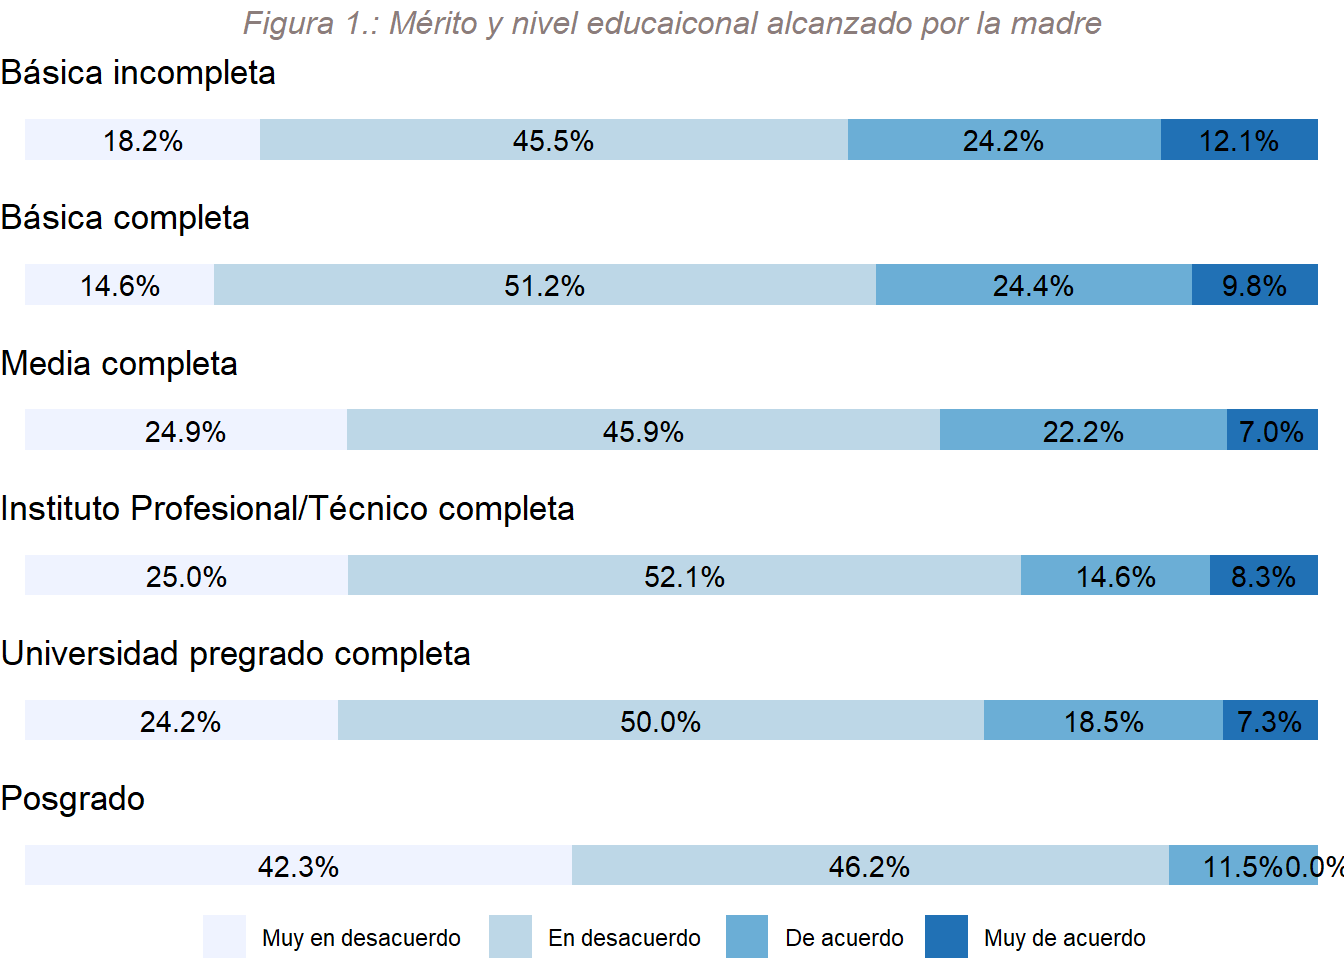 Figura 1.: Mérito y nivel educaiconal alcanzado por la madre
Básica incompleta
18.2% 45.5% 24.2% 12.1%
Básica completa
14.6% 51.2% 24.4% 9.8%
Media completa
24.9% 45.9% 22.2% 7.0%
Instituto Profesional/Técnico completa
25.0% 52.1% 14.6% 8.3%
Universidad pregrado completa
24.2% 50.0% 18.5% 7.3%
Posgrado
42.3% 46.2% 11.5% 0.0%
Muy en desacuerdo En desacuerdo De acuerdo Muy de acuerdo